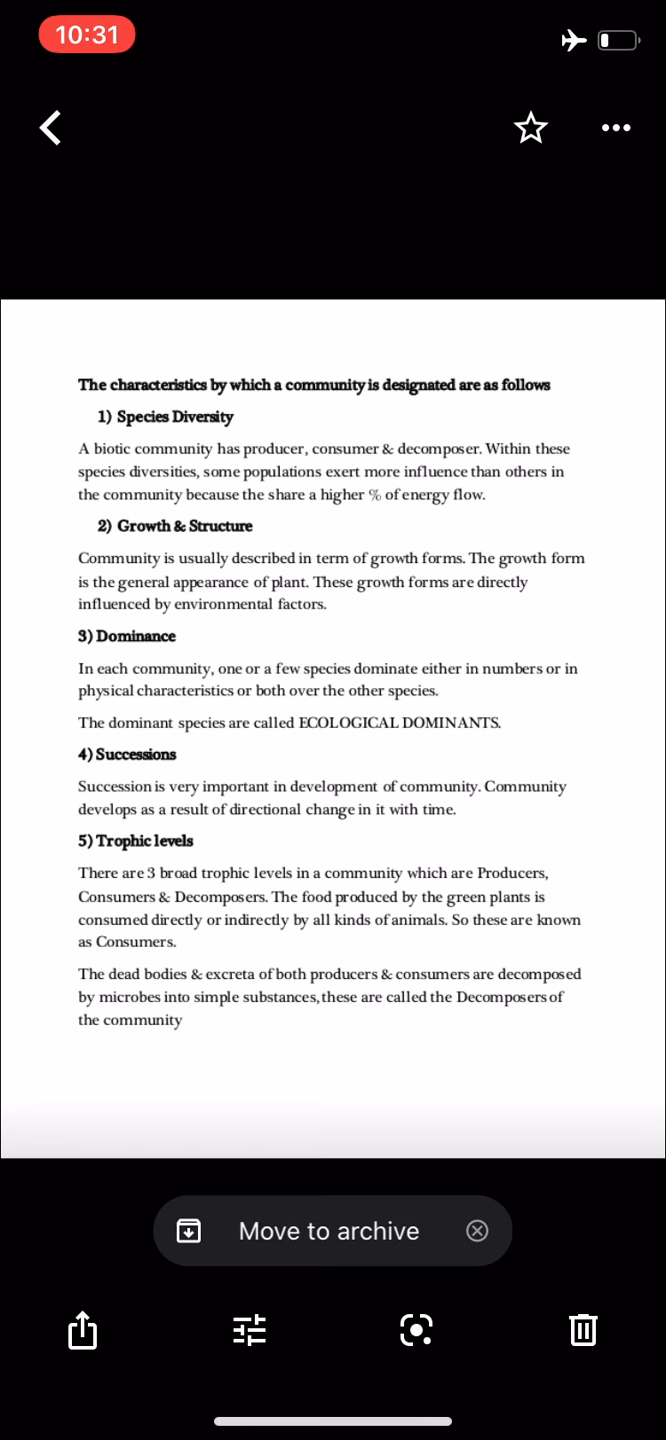 10:31
The characteristics by which a community is designated are as follows
1) Species Diversity
A biotic community has producer, consumer & decomposer. Within these
species diversities, some populations exert more influence than others in
the community because the share a higher % of energy flow.
2) Growth & Structure
Community is usually described in term of growth forms. The growth form
is the general appearance of plant. These growth forms are directly
influenced by environmental factors.
3) Dominance
In each community, one or a few species dominate either in numbers or in
physical characteristics or both over the other species.
The dominant species are called ECOLOGICAL DOMINANTS.
4) Successions
Succession is very important in development of community. Community
develops as a result of directional change in it with time.
5) Trophic levels
There are 3 broad trophic levels in a community which are Producers,
Consumers & Decomposers. The food produced by the green plants is
consumed directly or indirectly by all kinds of animals. So these are known
as Consumers.
The dead bodies & excreta of both producers & consumers are decomposed
by microbes into simple substances, these are called the Decomposers of
the community
Move to archive